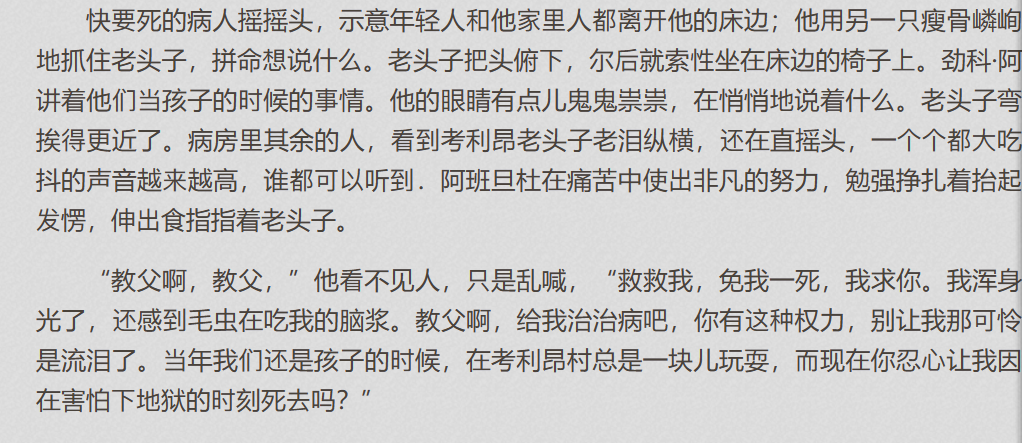 快要死的病人摇摇头，示意年轻人和他家里人都离开他的床边；他用另一只瘦骨嶙峋
地抓住老头子，拼命想说什么。老头子把头俯下，尔后就索性坐在床边的椅子上。劲科·阿
讲着他们当孩子的时候的事情。他的眼睛有点儿鬼鬼祟祟，在悄悄地说着什么。老头子弯
挨得更近了。病房里其余的人，看到考利昂老头子老泪纵横，还在直摇头，一个个都大吃
抖的声音越来越高，谁都可以听到．阿班旦杜在痛苦中使出非凡的努力，勉强挣扎着抬起
发愣，伸出食指指着老头子。
“教父啊，教父，”他看不见人，只是乱喊，“救救我，免我一死，我求你。我浑身
光了，还感到毛虫在吃我的脑浆。教父啊，给我治治病吧，你有这种权力，别让我那可怜
是流泪了。当年我们还是孩子的时候，在考利昂村总是一块儿玩耍，而现在你忍心让我因
在害怕下地狱的时刻死去吗？”